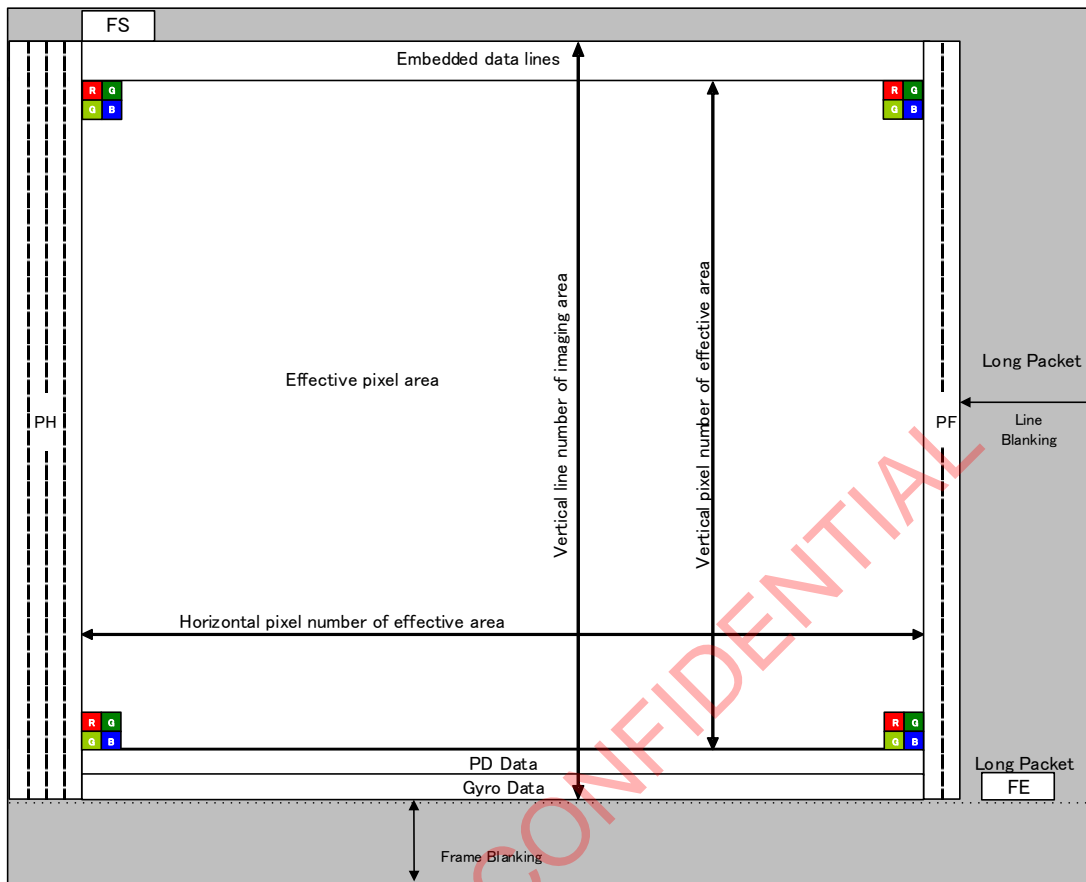 FS
Embedded data lines
R G
G B
R G
G B
Vertical line number of imaging area
Vertical pixel number of effective area
Effective pixel area
Long Packet
PH
PF
Line
Blanking
Horizontal pixel number of effective area
R G
G B
R G
G B
PD Data
Long Packet
Gyro Data
FE
Frame Blanking
CONFIDENTIAL